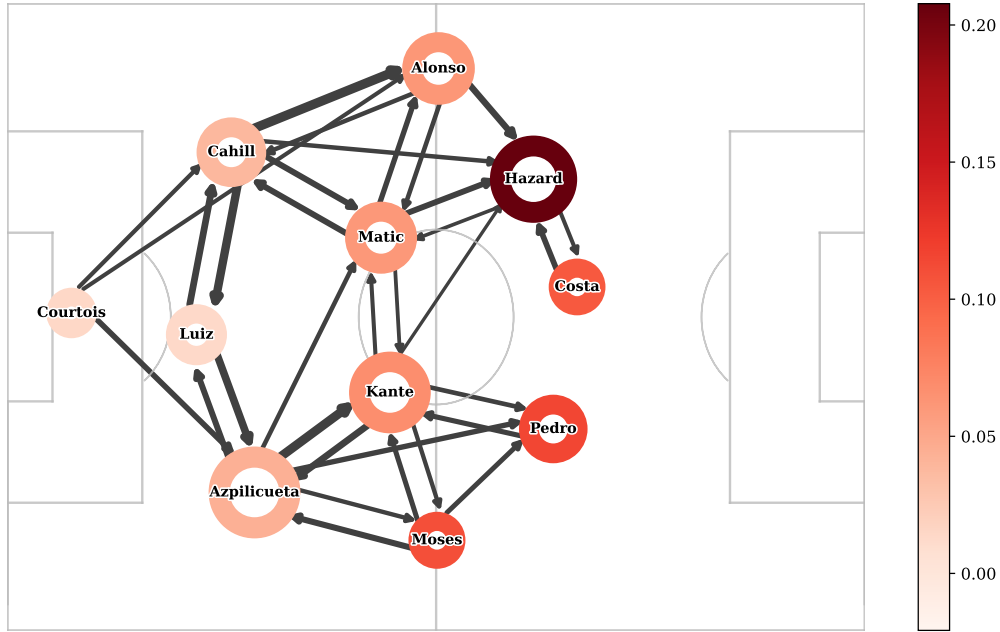 Alonso
Cahill
Hazard
Matic
Costa
Courtois
Luiz
Kante
Pedro
Azpilicueta
Moses
0.20
0.15
0.10
0.05
0.00